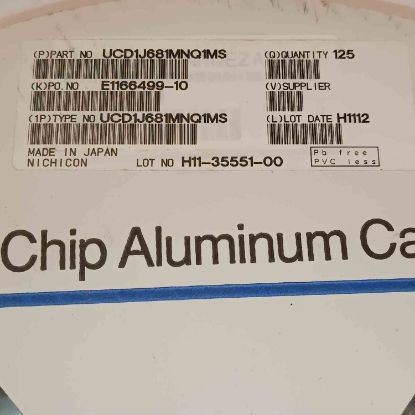 (P)PART NO UCD1J681MNQ1MS (Q)QUANTITY 125
(K)PO.NO E1166499-10 (V)SUPPLIER
(1P)TYPE NO UCD1J681MNQ1MS (L)LOT DATE H1112
MADE IN JAPAN
NICHICON LOT NO H11-35551-00
Pb free
PVC less
Chip Aluminum Ca